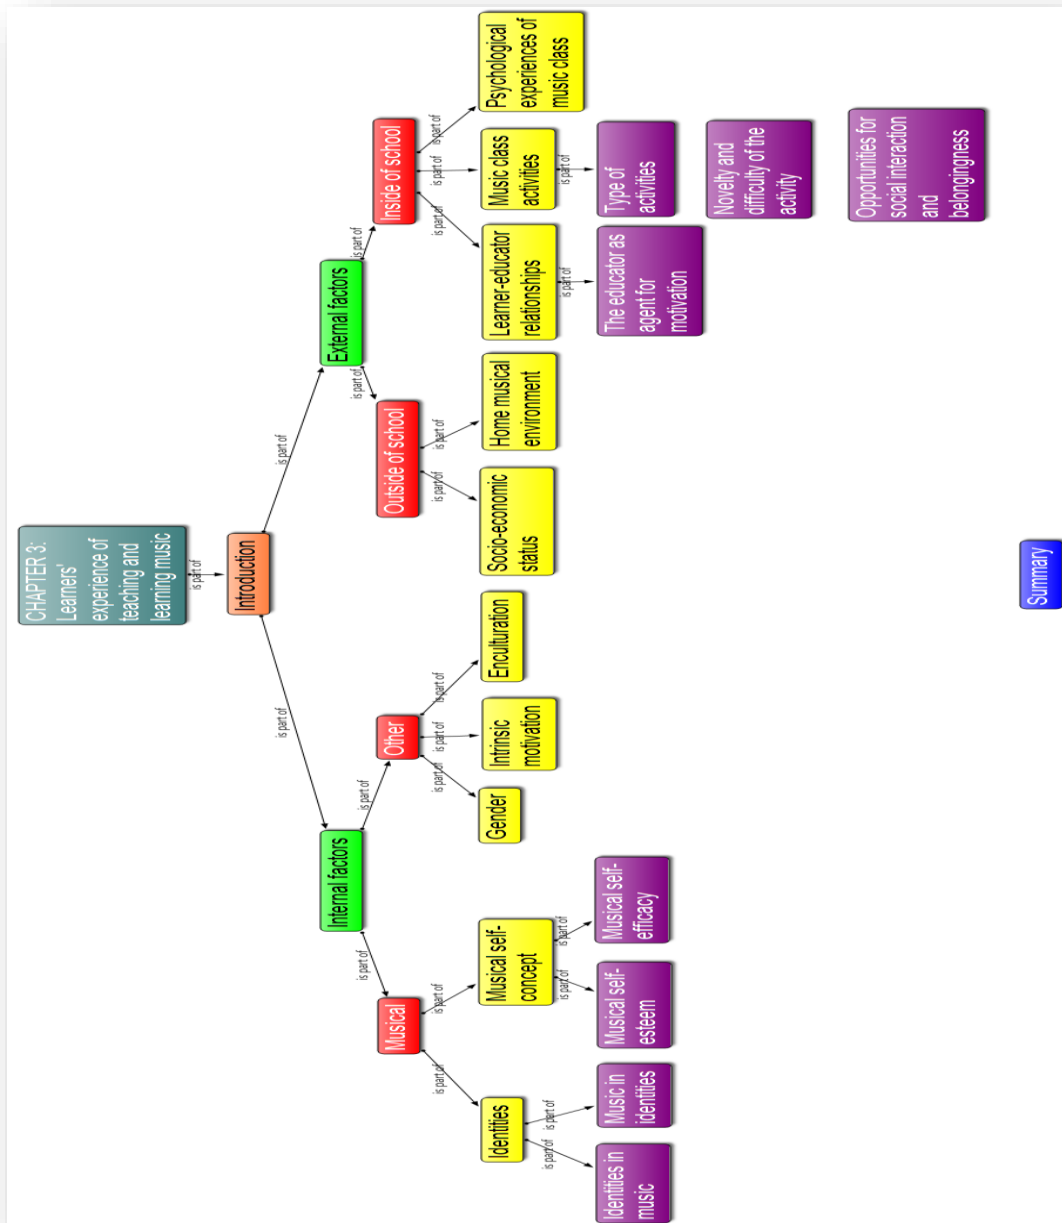 CHAPTER 3:
Learners'
experience of
teaching and
learning music
is part of
Introduction
is part of
is part of
Internal factors
External factors
is part of
is part of
is part of
is part of
Musical
Other
Outside of school
Inside of school
is part of
is part of
is part of
is part of
is part of
is part of
is part of
is part of
is part of
is part of
Identities
Musical self-
concept
Gender
Intrinsic
motivation
Enculturation
Socio-economic
status
Home musical
environment
Learner-educator
relationships
Music class
activities
Psychological
experiences of
music class
is part of
is part of
is part of
is part of
is part of
is part of
Identities in
music
Music in
identities
Musical self-
esteem
Musical self-
efficacy
The educator as
agent for
motivation
Type of
activities
Novelty and
difficulty of the
activity
Opportunities for
social interaction
and
belongingness
Summary